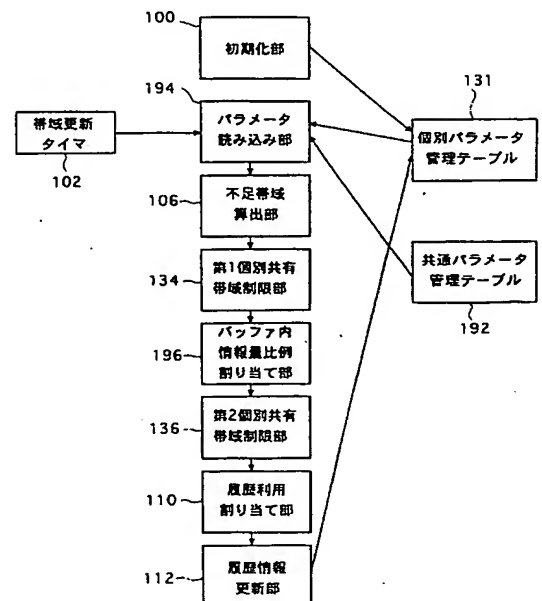 100
初期化部
194
パラメータ
読み込み部
帯域更新
タイマ
102
131
個別パラメータ
管理テーブル
106
不足帯域
算出部
134
第1個別共有
帯域制限部
共通パラメータ
管理テーブル
192
196
バッファ内
情報量比例
割り当て部
136
第2個別共有
帯域制限部
110
履歴利用
割り当て部
112
履歴情報
更新部